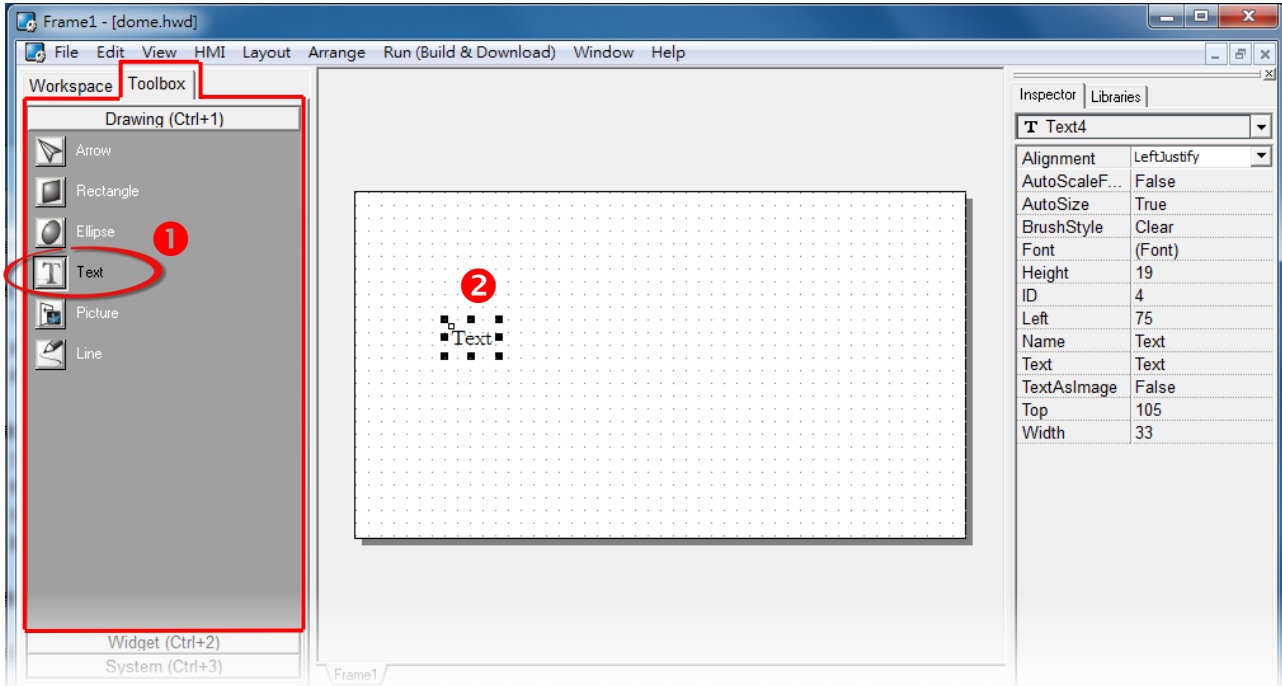 Frame1 - [dome.hwd]
File Edit View HMI Layout Arrange Run (Build & Download) Window Help
Workspace Toolbox
Drawing (Ctrl+1)
Arrow
Rectangle
Ellipse
1
Text
Picture
Line
Widget (Ctrl+2)
System (Ctrl+3)
2
Text
Frame1
Inspector Libraries
T Text4
Alignment LeftJustify
AutoScaleF... False
AutoSize True
BrushStyle Clear
Font (Font)
Height 19
ID 4
Left 75
Name Text
Text Text
TextAsImage False
Top 105
Width 33